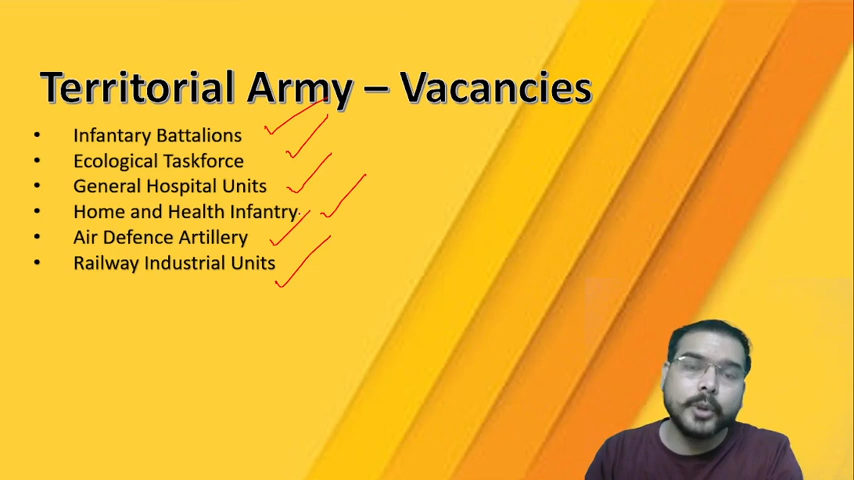 Territorial Army – Vacancies
• Infantary Battalions
• Ecological Taskforce
• General Hospital Units
• Home and Health Infantry
• Air Defence Artillery
• Railway Industrial Units